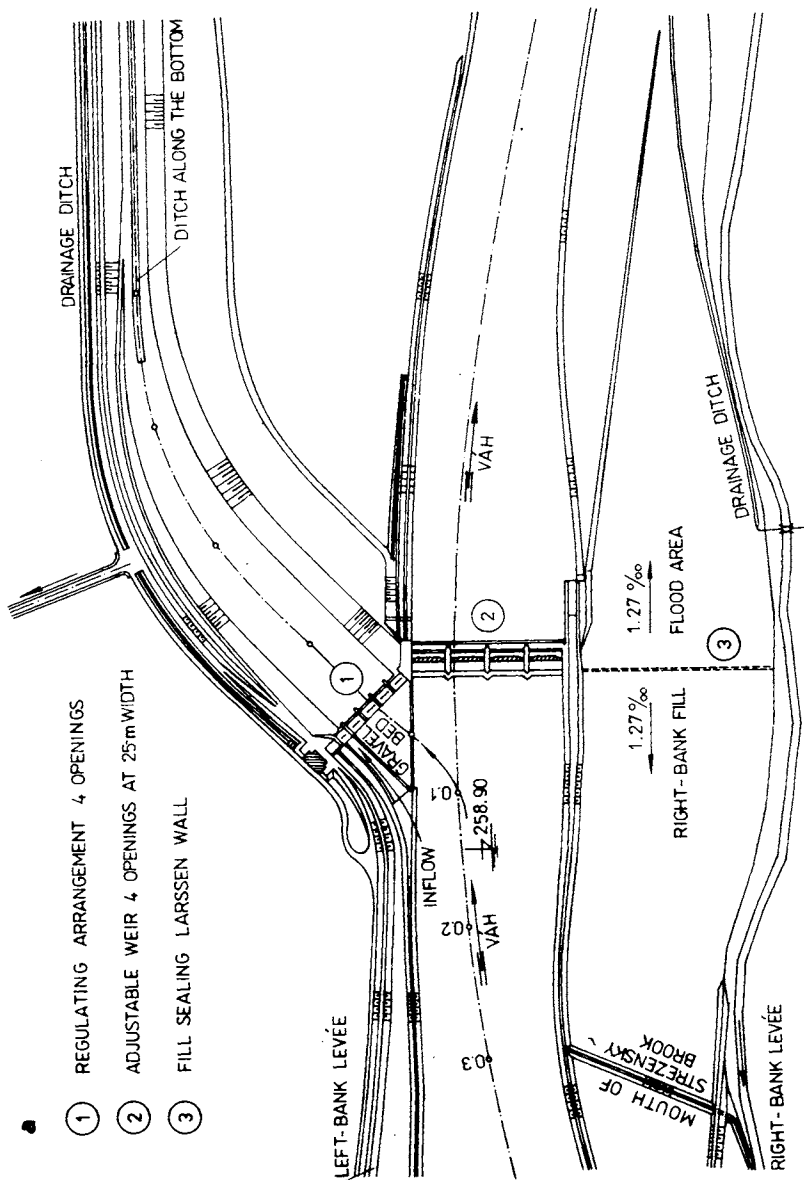 a
1 REGULATING ARRANGEMENT 4 OPENINGS
2 ADJUSTABLE WEIR 4 OPENINGS AT 25m WIDTH
3 FILL SEALING LARSSEN WALL
DRAINAGE DITCH
DITCH ALONG THE BOTTOM
LEFT-BANK LEVÉE
1
GRAVEL
BED
INFLOW
0.1
0.2
0.3
258.90
VÁH
VÁH
2
1.27 ‰
FLOOD AREA
1.27 ‰
RIGHT-BANK FILL
3
DRAINAGE DITCH
MOUTH OF
STREZENSKY
BROOK
RIGHT-BANK LEVÉE